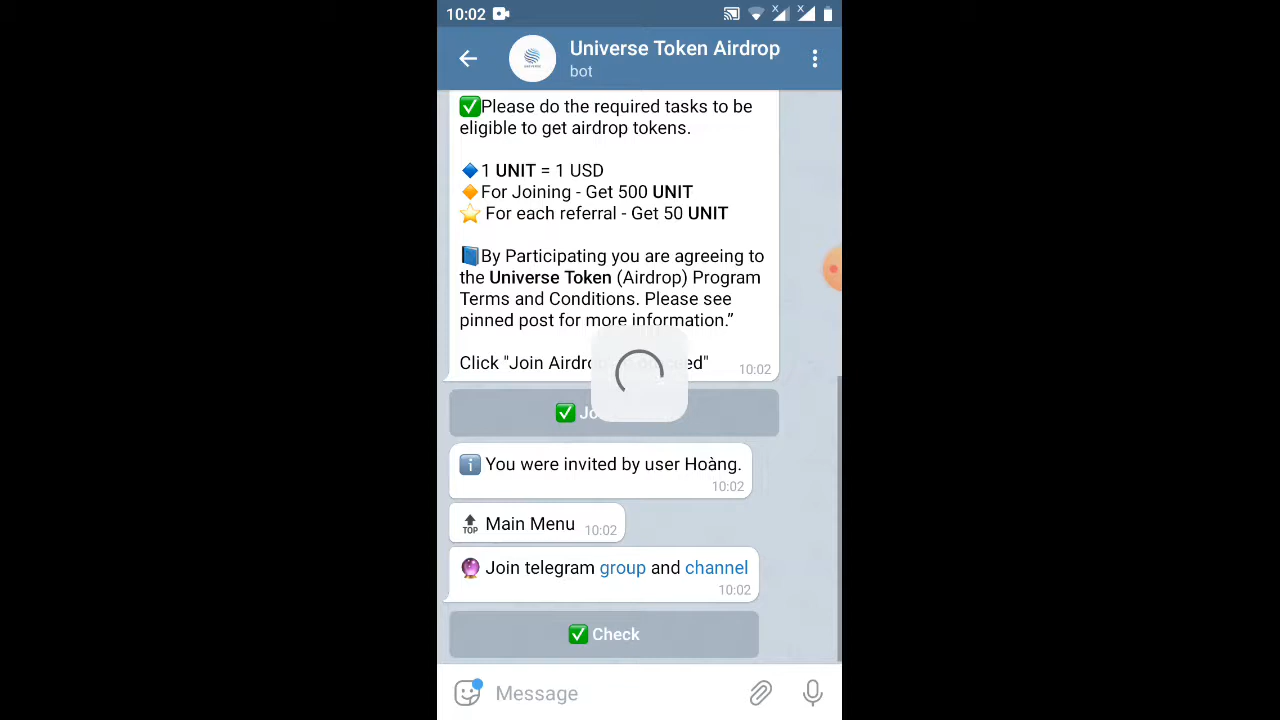 10:02
Universe Token Airdrop
bot
✅Please do the required tasks to be
eligible to get airdrop tokens.
🔷1 UNIT = 1 USD
🔶For Joining - Get 500 UNIT
⭐ For each referral - Get 50 UNIT
📘By Participating you are agreeing to
the Universe Token (Airdrop) Program
Terms and Conditions. Please see
pinned post for more information.”
Click "Join
10:02
✅
ℹ️ You were invited by user Hoàng.
10:02
🔝 Main Menu 10:02
🔮 Join telegram group and channel
10:02
✅ Check
Message